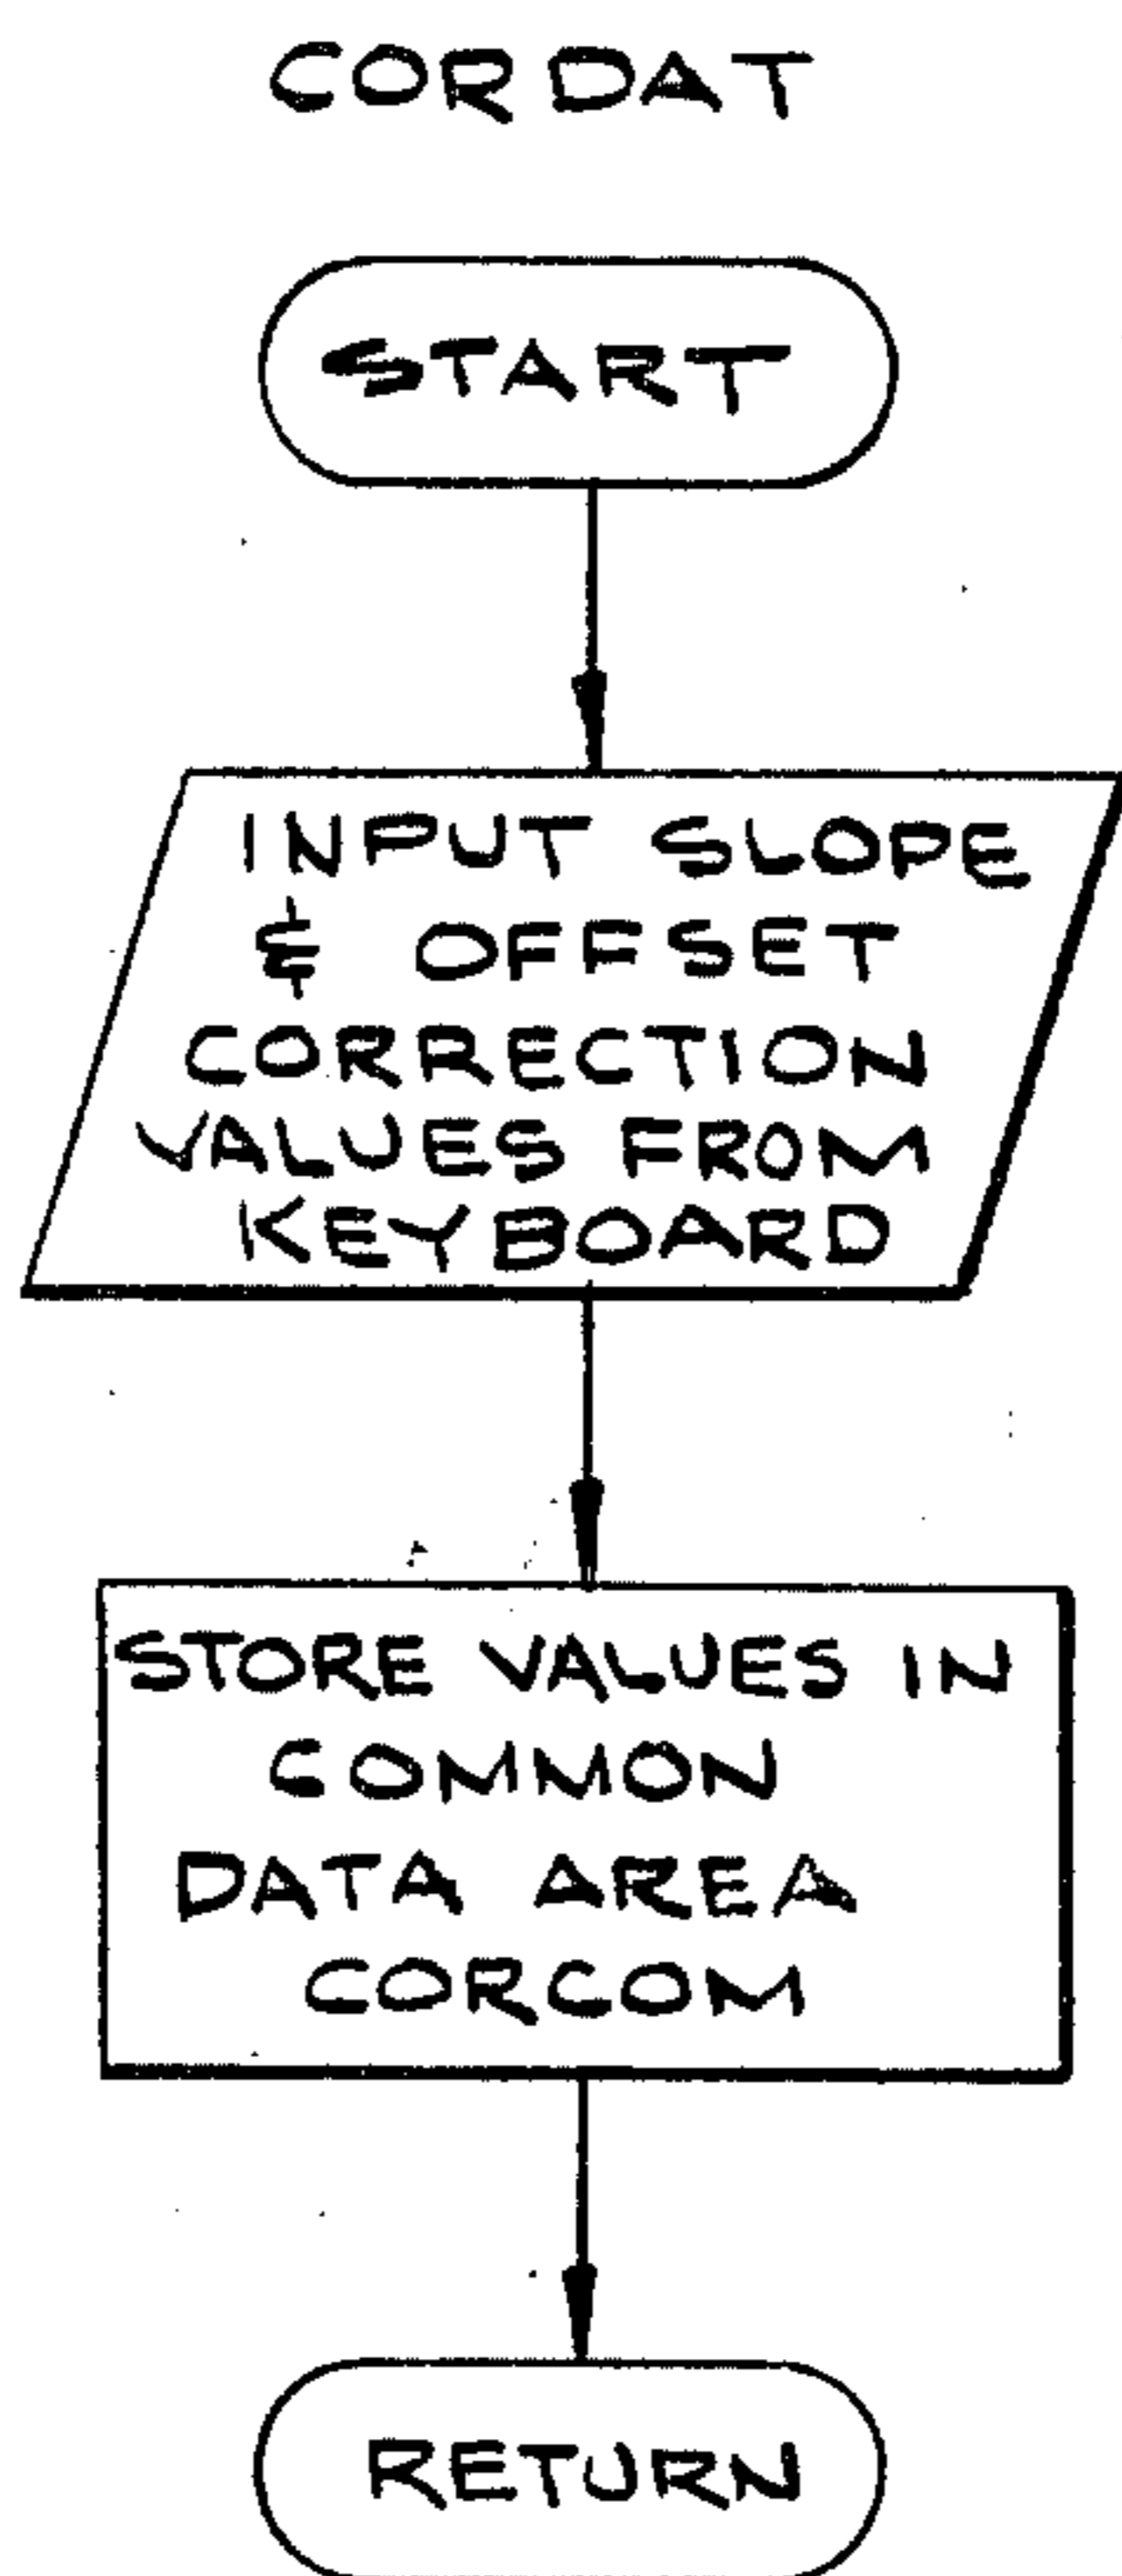 CORDAT
START
INPUT SLOPE
& OFFSET
CORRECTION
VALUES FROM
KEYBOARD
STORE VALUES IN
COMMON
DATA AREA
CORCOM
RETURN